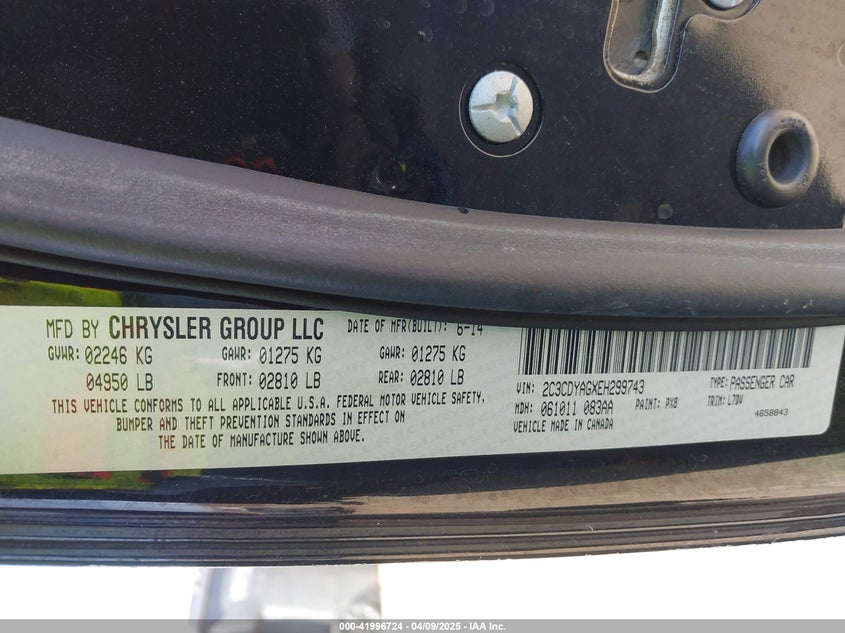 MFD BY CHRYSLER GROUP LLC DATE OF MFR(BUILT): 6-14
GVWR: 02246 KG GAWR: 01275 KG GAWR: 01275 KG
04950 LB FRONT: 02810 LB REAR: 02810 LB
THIS VEHICLE CONFORMS TO ALL APPLICABLE U.S.A. FEDERAL MOTOR VEHICLE SAFETY,
BUMPER AND THEFT PREVENTION STANDARDS IN EFFECT ON
THE DATE OF MANUFACTURE SHOWN ABOVE.
VIN: 2C3CDYAGXEH299743 TYPE: PASSENGER CAR
MDH: 061011 083AA PAINT: PX8 TRIM: L7DV
VEHICLE MADE IN CANADA 4650843
000-41996724 - 04/09/2025 - IAA Inc.